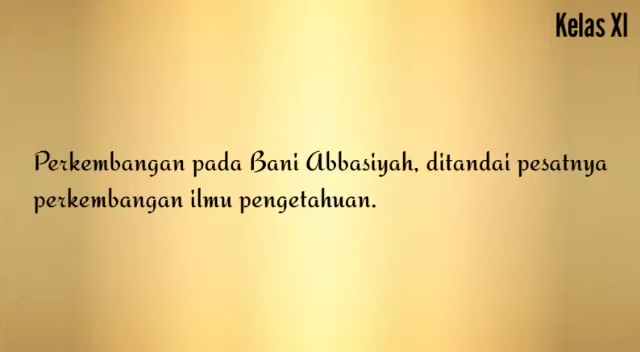 Kelas XI
Perkembangan pada Bani Abbasiyah, ditandai pesatnya
perkembangan ilmu pengetahuan.